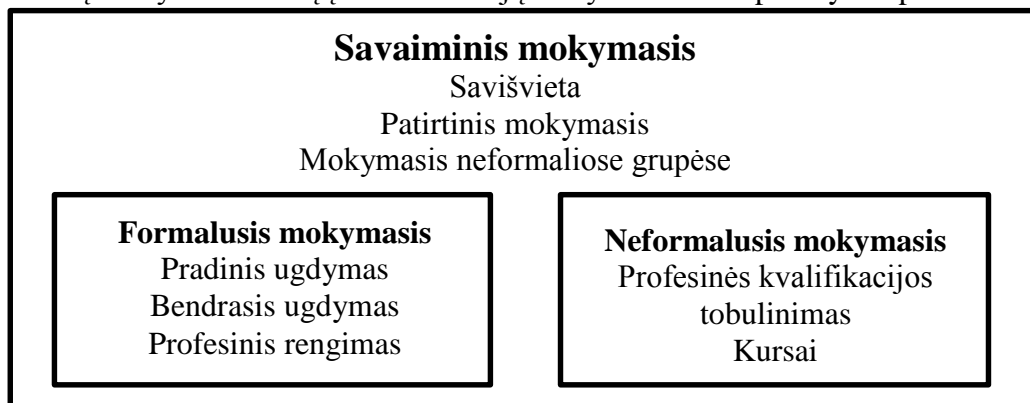 Savaiminis mokymasis
Savišvieta
Patirtinis mokymasis
Mokymasis neformaliose grupėse
Formalusis mokymasis
Pradinis ugdymas
Bendrasis ugdymas
Profesinis rengimas
Neformalusis mokymasis
Profesinės kvalifikacijos
tobulinimas
Kursai